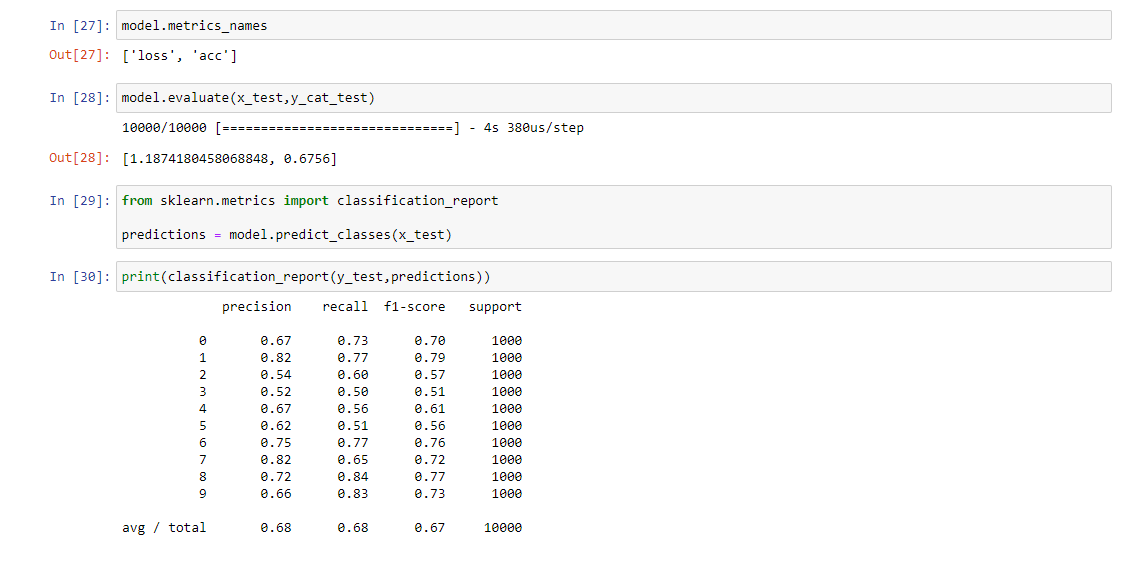 In [27]: model.metrics_names
Out[27]: ['loss', 'acc']
In [28]: model.evaluate(x_test,y_cat_test)
10000/10000 [==============================] - 4s 380us/step
Out[28]: [1.1874180458068848, 0.6756]
In [29]: from sklearn.metrics import classification_report
predictions = model.predict_classes(x_test)
In [30]: print(classification_report(y_test,predictions))
precision recall f1-score support
0 0.67 0.73 0.70 1000
1 0.82 0.77 0.79 1000
2 0.54 0.60 0.57 1000
3 0.52 0.50 0.51 1000
4 0.67 0.56 0.61 1000
5 0.62 0.51 0.56 1000
6 0.75 0.77 0.76 1000
7 0.82 0.65 0.72 1000
8 0.72 0.84 0.77 1000
9 0.66 0.83 0.73 1000
avg / total 0.68 0.68 0.67 10000